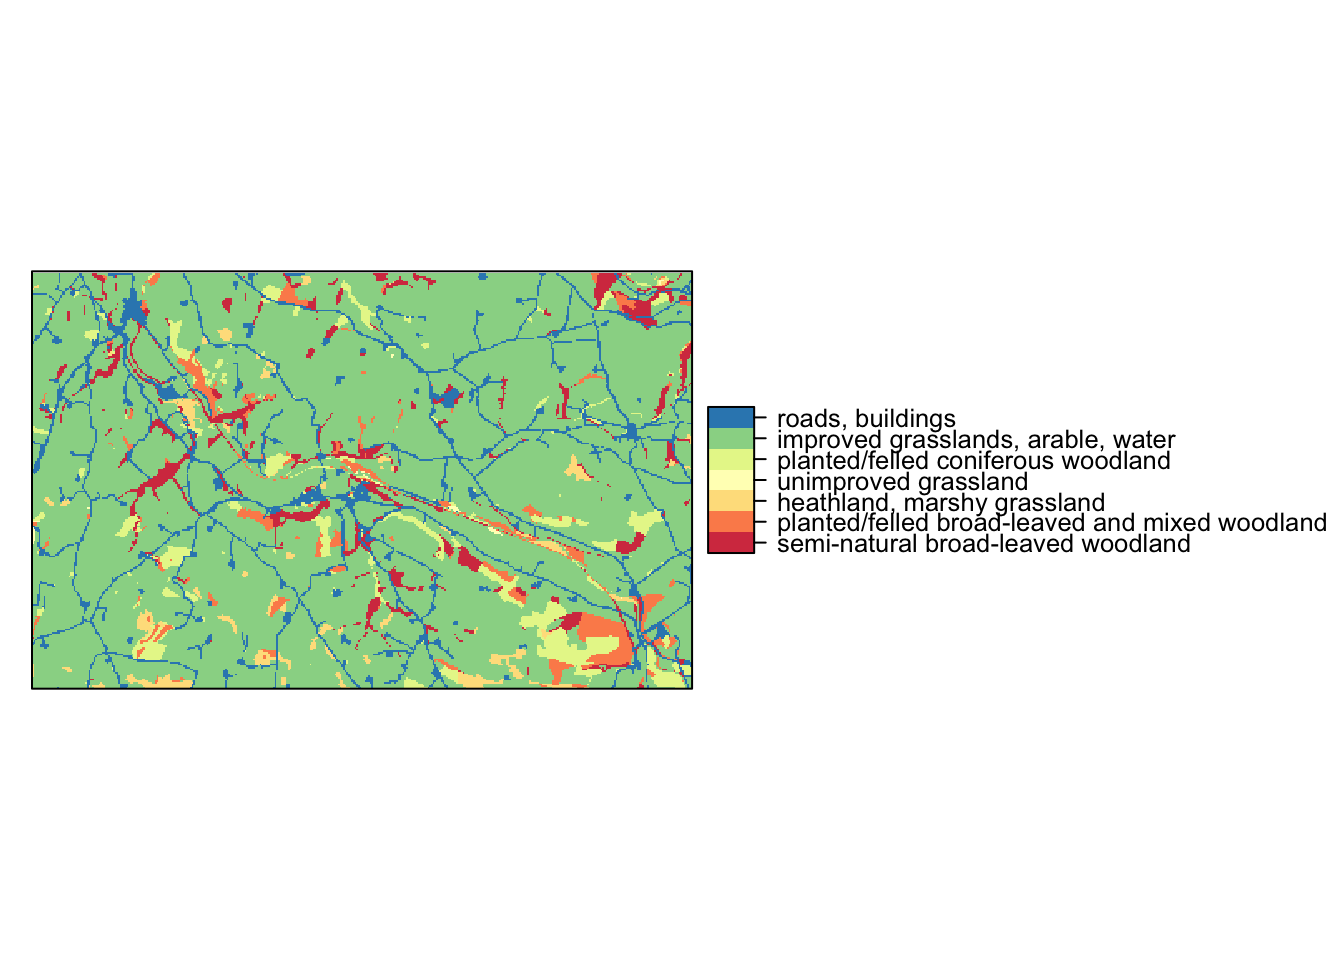 roads, buildings
improved grasslands, arable, water
planted/felled coniferous woodland
unimproved grassland
heathland, marshy grassland
planted/felled broad-leaved and mixed woodland
semi-natural broad-leaved woodland